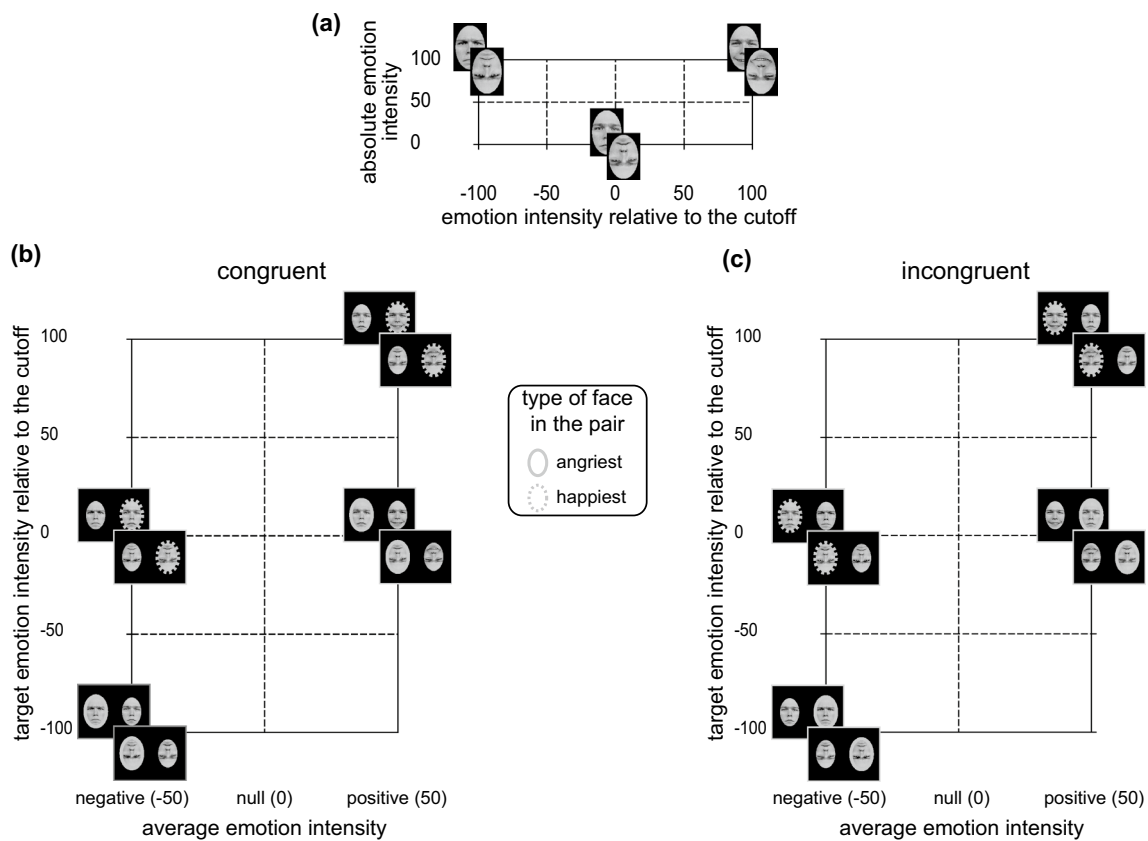 (a)
absolute emotion
intensity
100
50
0
-100 -50 0 50 100
emotion intensity relative to the cutoff
(b)
congruent
target emotion intensity relative to the cutoff
100
50
0
-50
-100
negative (-50) null (0) positive (50)
average emotion intensity
type of face
in the pair
angriest
happiest
(c)
incongruent
target emotion intensity relative to the cutoff
100
50
0
-50
-100
negative (-50) null (0) positive (50)
average emotion intensity